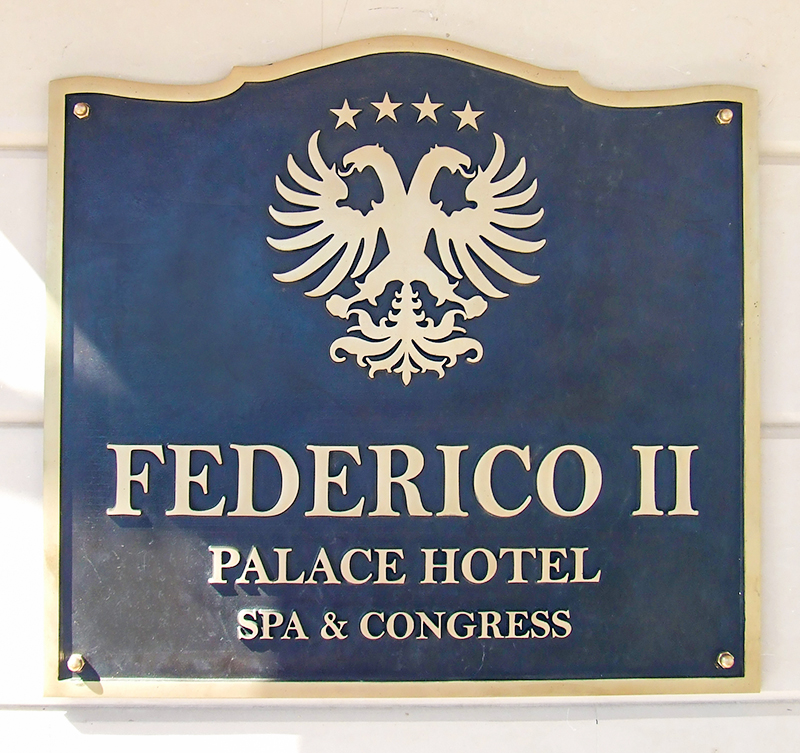 FEDERICO II
PALACE HOTEL
SPA & CONGRESS